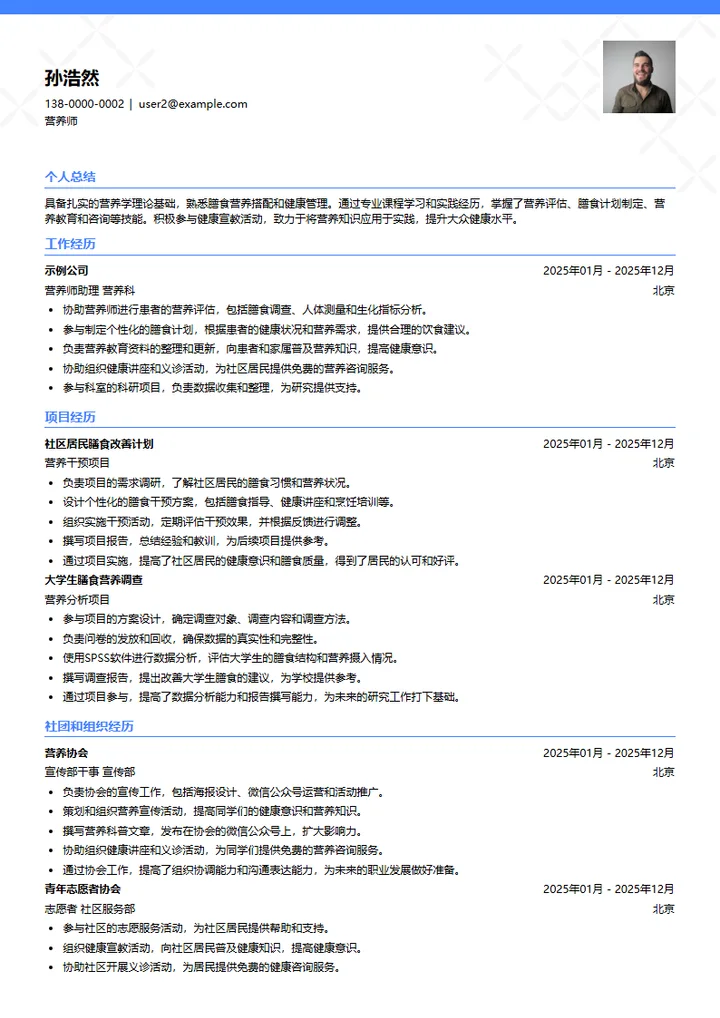 孙浩然
138-0000-0002 | user2@example.com
营养师
个人总结
具备扎实的营养学理论基础，熟悉膳食营养搭配和健康管理。通过专业课程学习和实践经历，掌握了营养评估、膳食计划制定、营
养教育和咨询等技能。积极参与健康宣教活动，致力于将营养知识应用于实践，提升大众健康水平。
工作经历
示例公司 2025年01月 - 2025年12月
营养师助理 营养科 北京
• 协助营养师进行患者的营养评估，包括膳食调查、人体测量和生化指标分析。
• 参与制定个性化的膳食计划，根据患者的健康状况和营养需求，提供合理的饮食建议。
• 负责营养教育资料的整理和更新，向患者和家属普及营养知识，提高健康意识。
• 协助组织健康讲座和义诊活动，为社区居民提供免费的营养咨询服务。
• 参与科室的科研项目，负责数据收集和整理，为研究提供支持。
项目经历
社区居民膳食改善计划 2025年01月 - 2025年12月
营养干预项目 北京
• 负责项目的需求调研，了解社区居民的膳食习惯和营养状况。
• 设计个性化的膳食干预方案，包括膳食指导、健康讲座和烹饪培训等。
• 组织实施干预活动，定期评估干预效果，并根据反馈进行调整。
• 撰写项目报告，总结经验和教训，为后续项目提供参考。
• 通过项目实施，提高了社区居民的健康意识和膳食质量，得到了居民的认可和好评。
大学生膳食营养调查 2025年01月 - 2025年12月
营养分析项目 北京
• 参与项目的方案设计，确定调查对象、调查内容和调查方法。
• 负责问卷的发放和回收，确保数据的真实性和完整性。
• 使用SPSS软件进行数据分析，评估大学生的膳食结构和营养摄入情况。
• 撰写调查报告，提出改善大学生膳食的建议，为学校提供参考。
• 通过项目参与，提高了数据分析能力和报告撰写能力，为未来的研究工作打下基础。
社团和组织经历
营养协会 2025年01月 - 2025年12月
宣传部干事 宣传部 北京
• 负责协会的宣传工作，包括海报设计、微信公众号运营和活动推广。
• 策划和组织营养宣传活动，提高同学们的健康意识和营养知识。
• 撰写营养科普文章，发布在协会的微信公众号上，扩大影响力。
• 协助组织健康讲座和义诊活动，为同学们提供免费的营养咨询服务。
• 通过协会工作，提高了组织协调能力和沟通表达能力，为未来的职业发展做好准备。
青年志愿者协会 2025年01月 - 2025年12月
志愿者 社区服务部 北京
• 参与社区的志愿服务活动，为社区居民提供帮助和支持。
• 组织健康宣教活动，向社区居民普及健康知识，提高健康意识。
• 协助社区开展义诊活动，为居民提供免费的健康咨询服务。